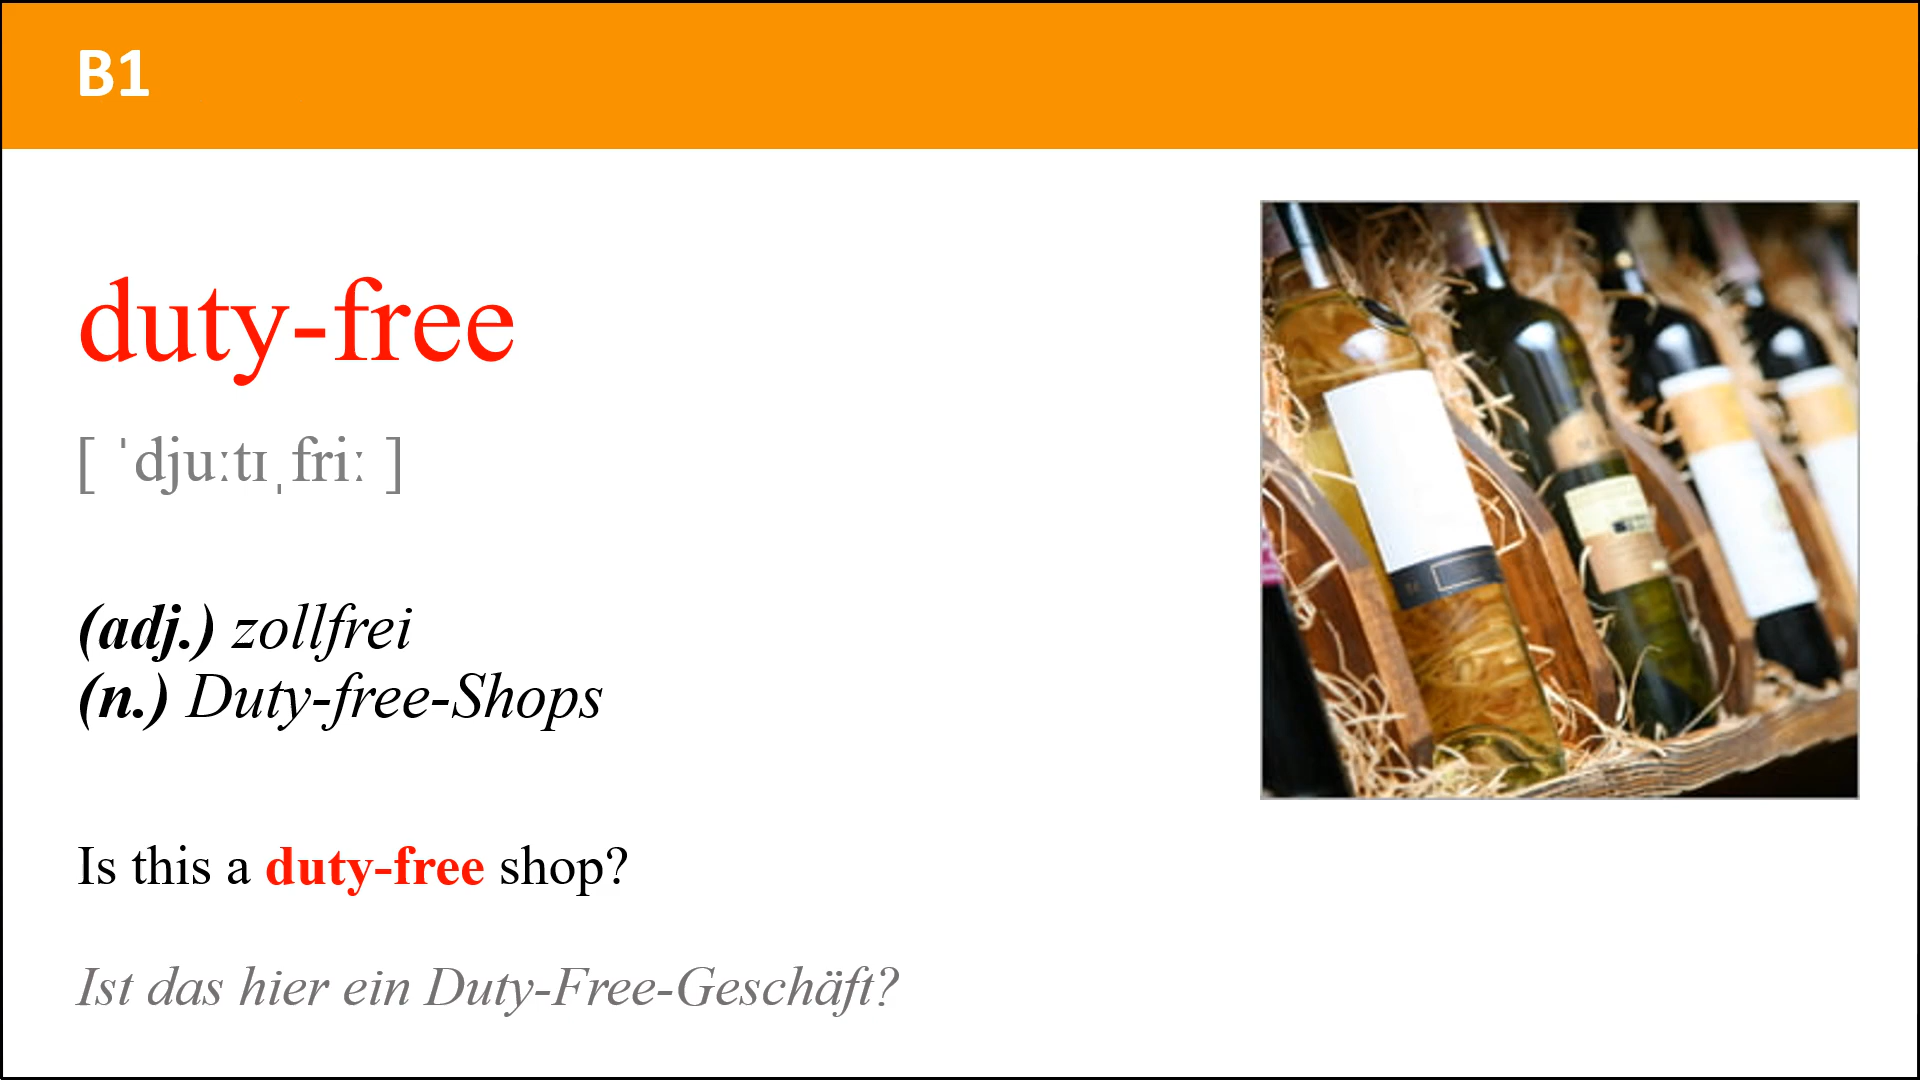 B1
duty-free
[ ˈdjuːtɪˌfriː ]
(adj.) zollfrei
(n.) Duty-free-Shops
Is this a duty-free shop?
Ist das hier ein Duty-Free-Geschäft?